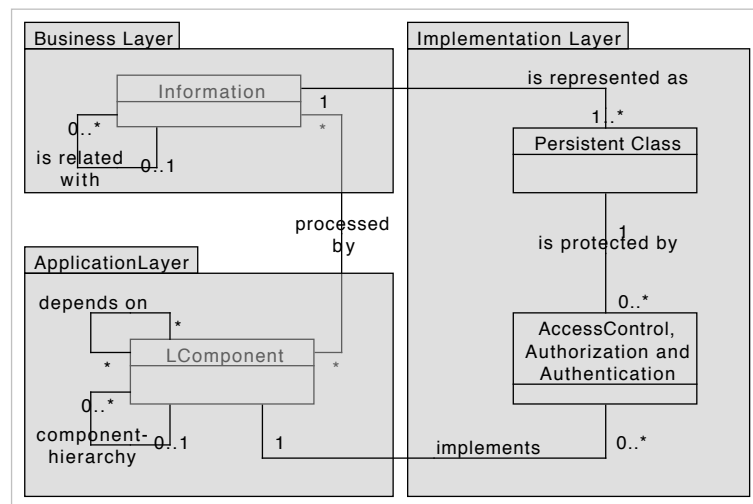 Business Layer
Information
1
*
0..*
is related
with
0..1
Implementation Layer
is represented as
1..*
Persistent Class
1
is protected by
0..*
AccessControl,
Authorization and
Authentication
0..*
processed
by
ApplicationLayer
depends on
*
*
LComponent
*
0..*
component-
hierarchy
0..1
1
implements